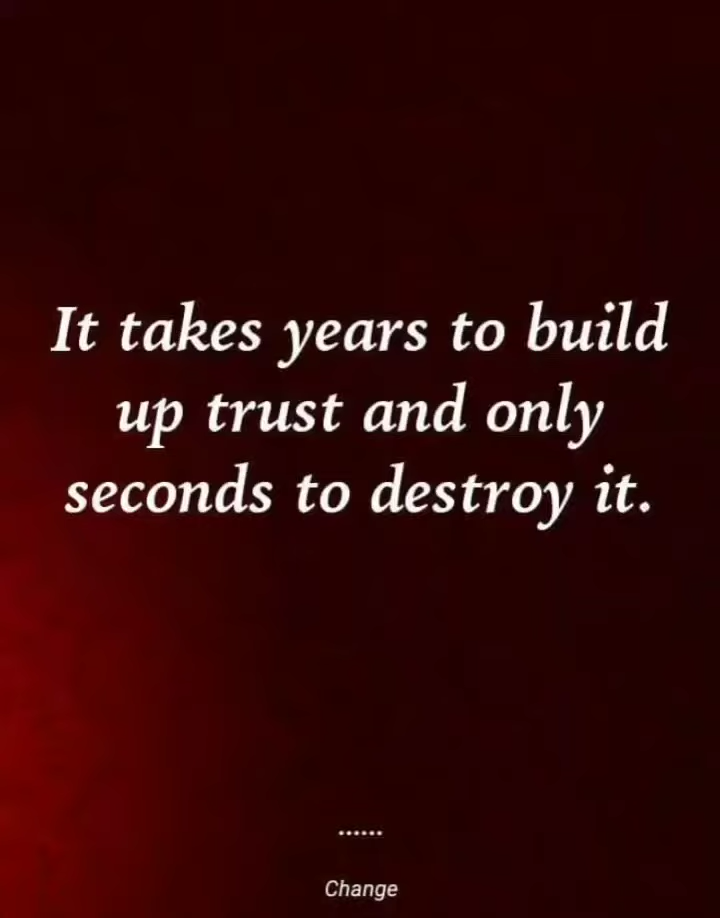 It takes years to build
up trust and only
seconds to destroy it.
......
Change